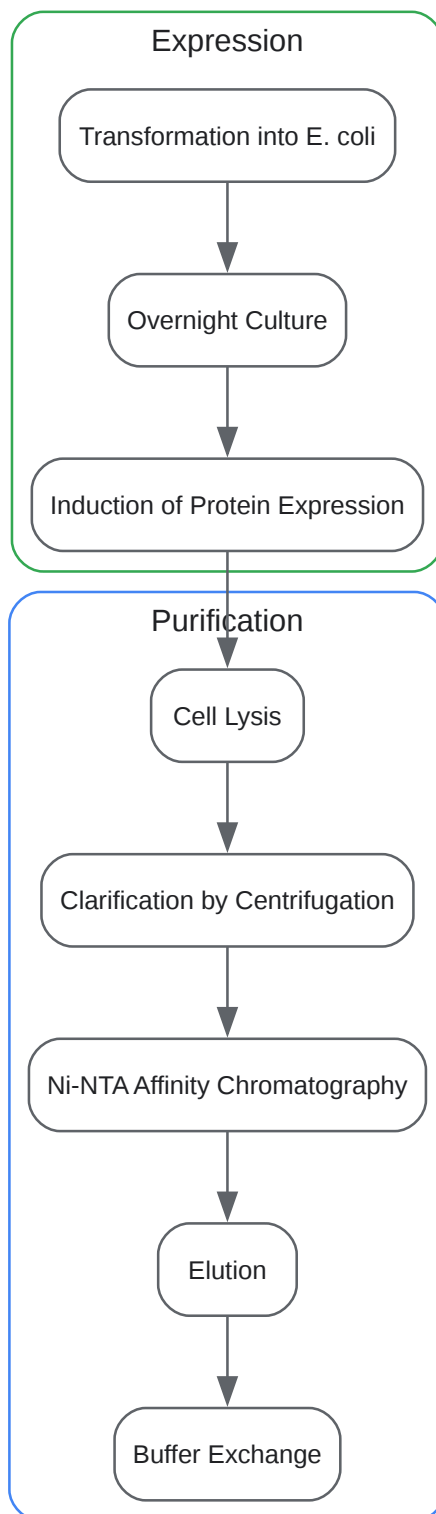 Expression
Transformation into E. coli
Overnight Culture
Induction of Protein Expression
Purification
Cell Lysis
Clarification by Centrifugation
Ni-NTA Affinity Chromatography
Elution
Buffer Exchange